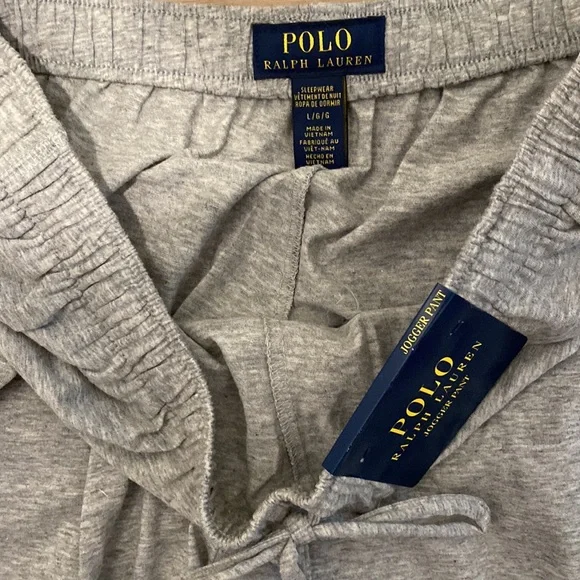 POLO
RALPH LAUREN
SLEEPWEAR
VÊTEMENT DE NUIT
ROPA DE DORMIR
L/G/G
MADE IN
VIETNAM
FABRIQUÉ AU
VIÊT-NAM
HECHO EN
VIETNAM
JOGGER PANT
POLO
RALPH LAUREN
JOGGER PANT